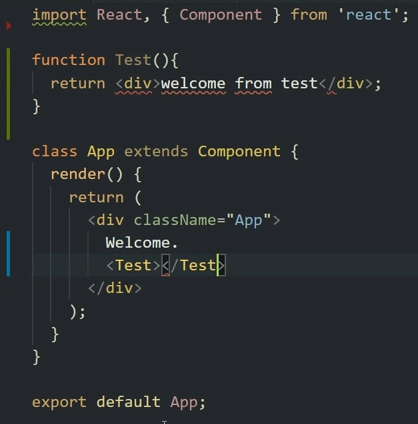 import React, { Component } from 'react';
function Test(){
return <div>welcome from test</div>;
}
class App extends Component {
render() {
return (
<div className="App">
Welcome.
<Test></Test>
</div>
);
}
}
export default App;